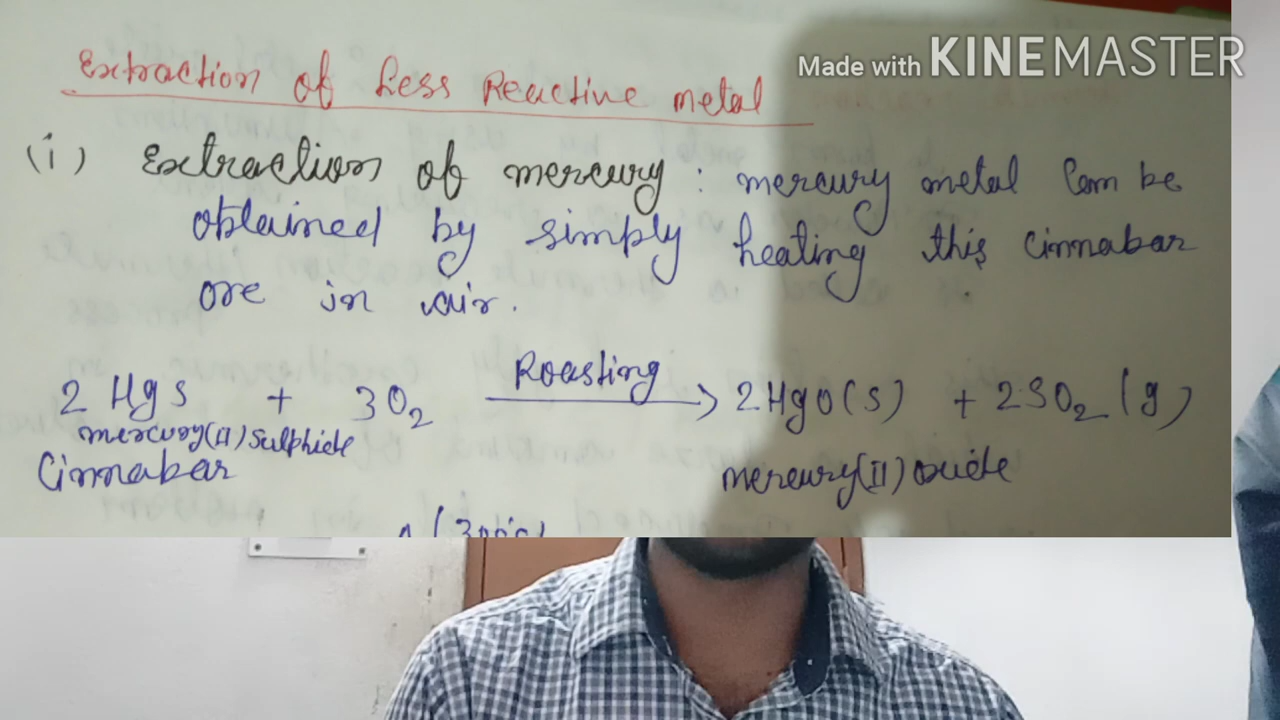 Made with KINEMASTER
Extraction of Less Reactive metal
(i) Extraction of mercury : mercury metal Can be
obtained by simply heating this Cinnabar
ore in air.
Roasting
2 HgS + 3O₂ → 2HgO(s) + 2SO₂ (g)
mercury(II) Sulphide
Cinnabar
mercury(II) oxide
(300°C)